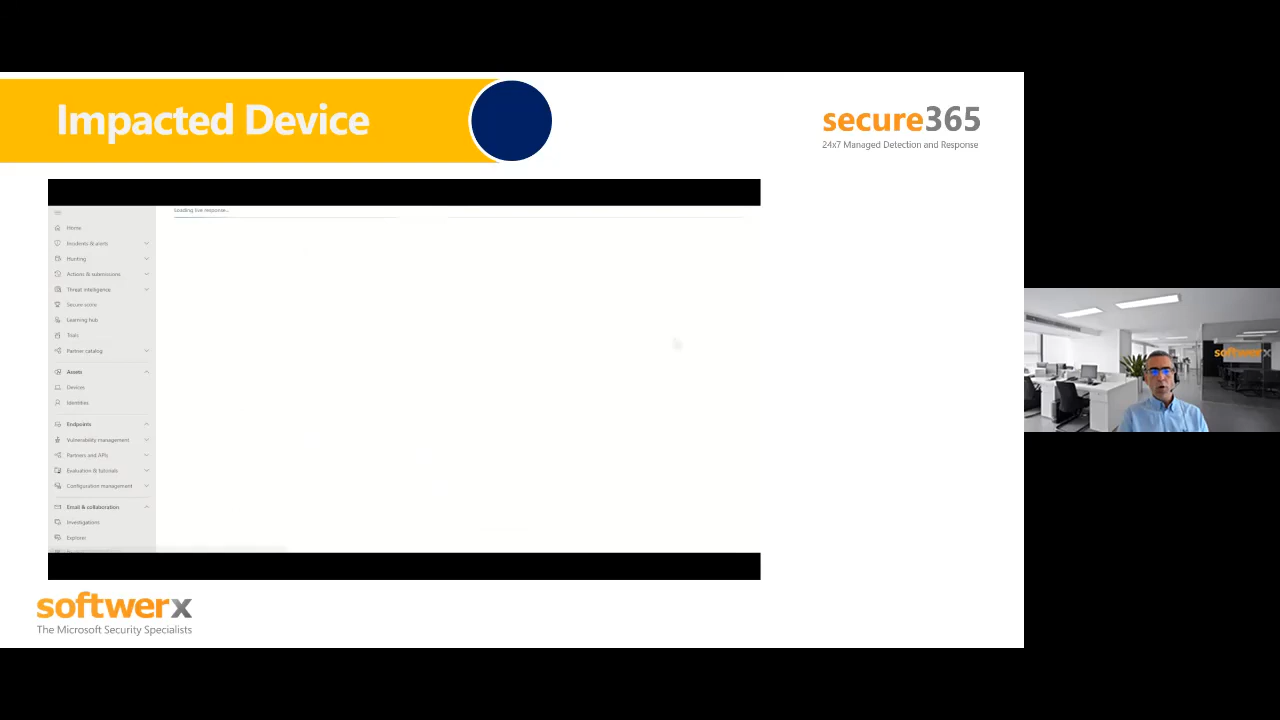 Impacted Device
secure365
24x7 Managed Detection and Response
Loading live response...
Home
Incidents & alerts
Hunting
Actions & submissions
Threat intelligence
Secure score
Learning hub
Trials
Partner catalog
Assets
Devices
Identities
Endpoints
Vulnerability management
Partners and APIs
Evaluation & tutorials
Configuration management
Email & collaboration
Investigations
Explorer
softwerx
softwerx
The Microsoft Security Specialists